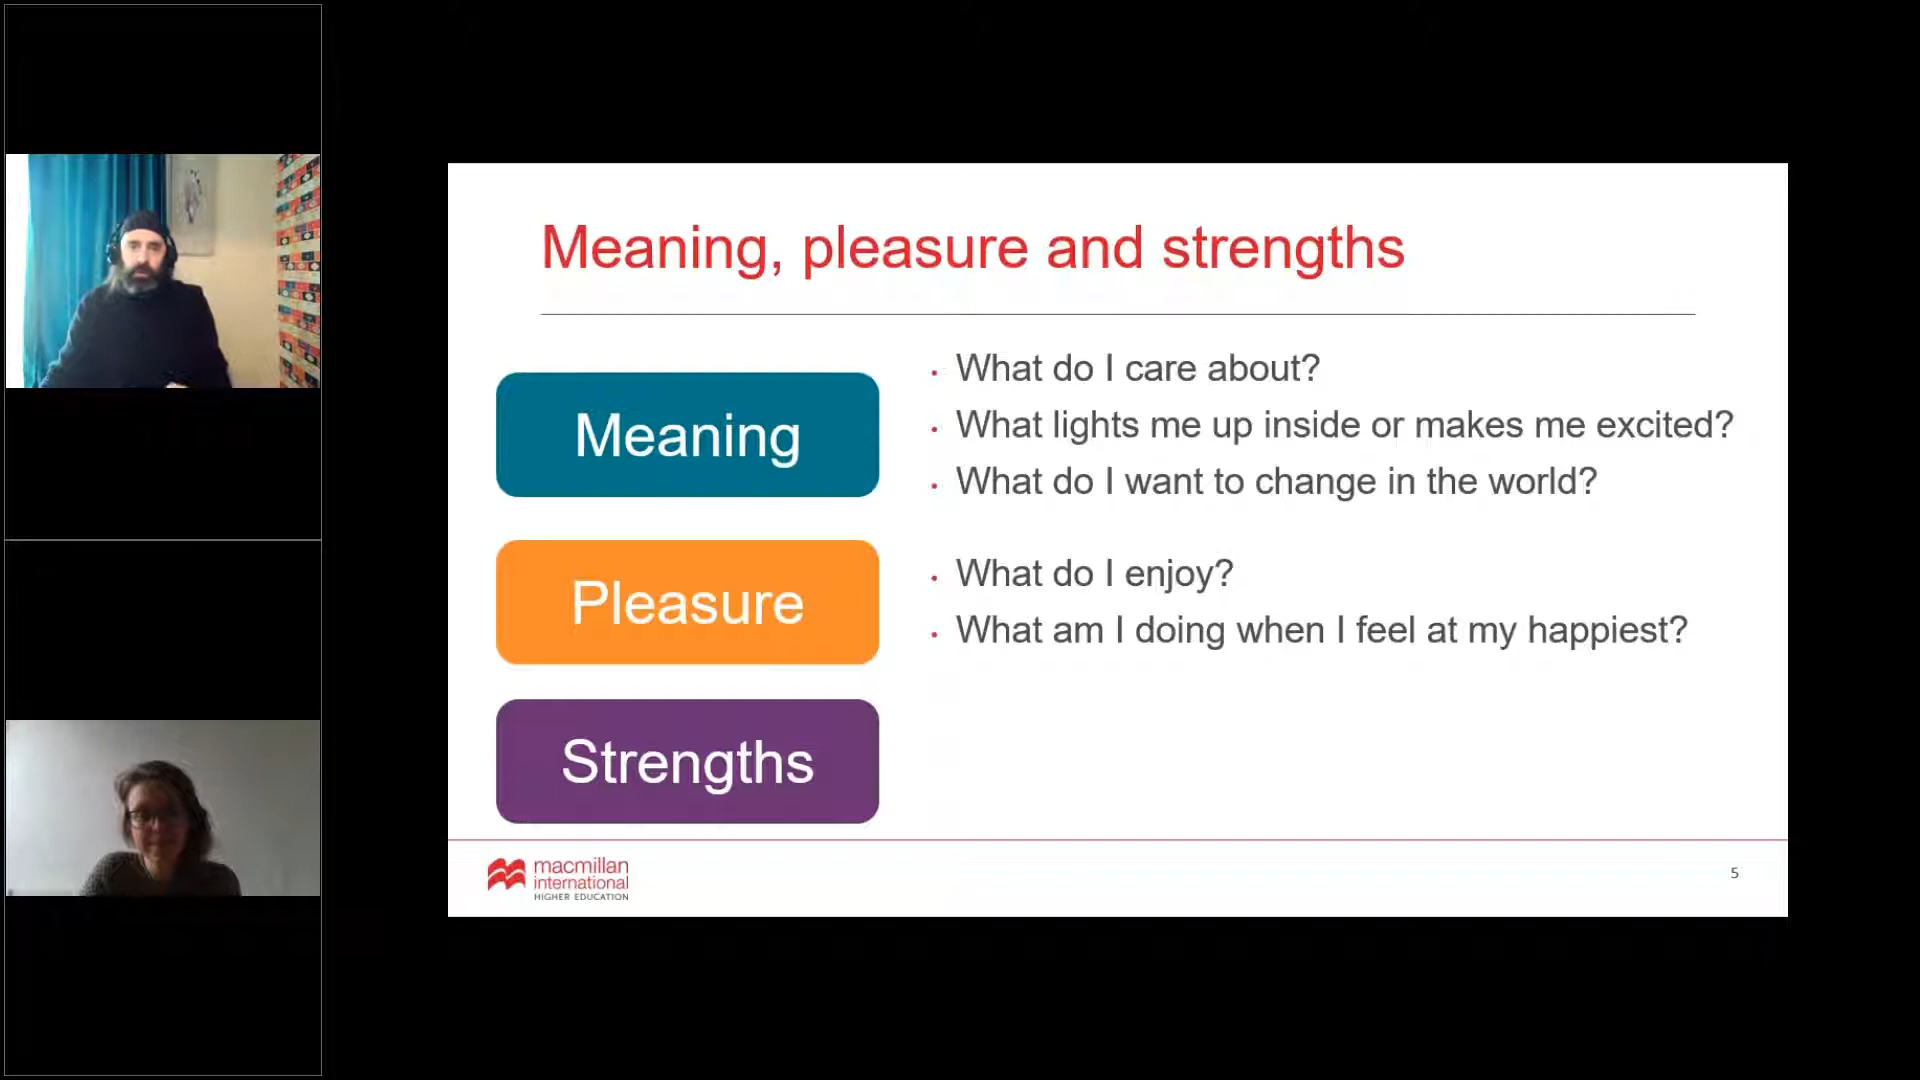 Meaning, pleasure and strengths
Meaning
• What do I care about?
• What lights me up inside or makes me excited?
• What do I want to change in the world?
Pleasure
• What do I enjoy?
• What am I doing when I feel at my happiest?
Strengths
macmillan
international
HIGHER EDUCATION
5